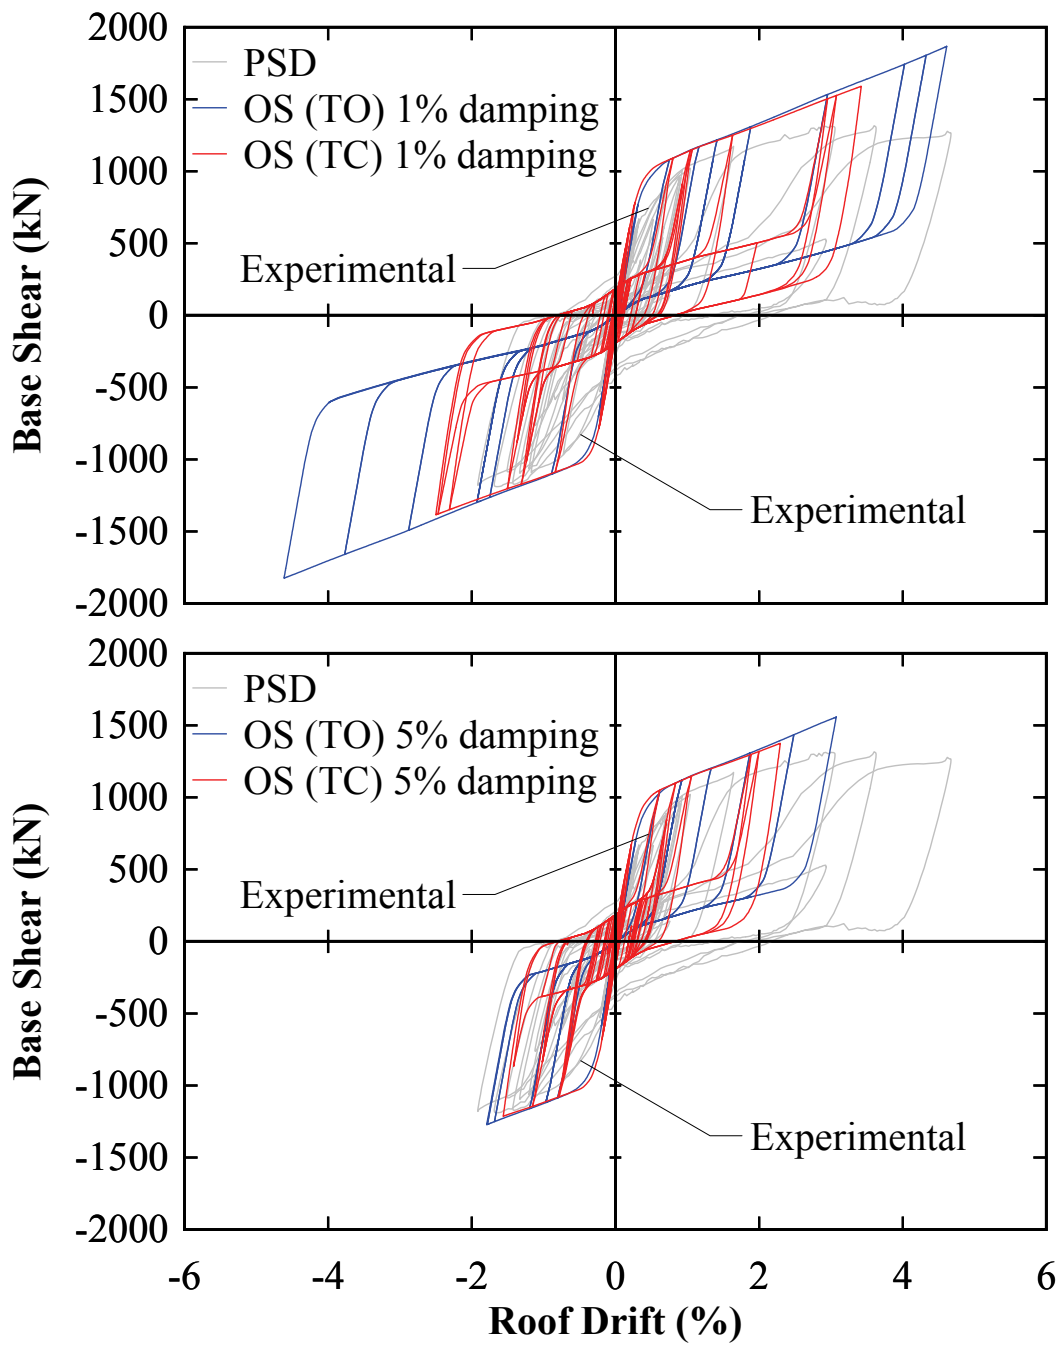 2000
1500
1000
500
0
-500
-1000
-1500
-2000
Base Shear (kN)
PSD
OS (TO) 1% damping
OS (TC) 1% damping
Experimental
Experimental
2000
1500
1000
500
0
-500
-1000
-1500
-2000
Base Shear (kN)
PSD
OS (TO) 5% damping
OS (TC) 5% damping
Experimental
Experimental
-6 -4 -2 0 2 4 6
Roof Drift (%)